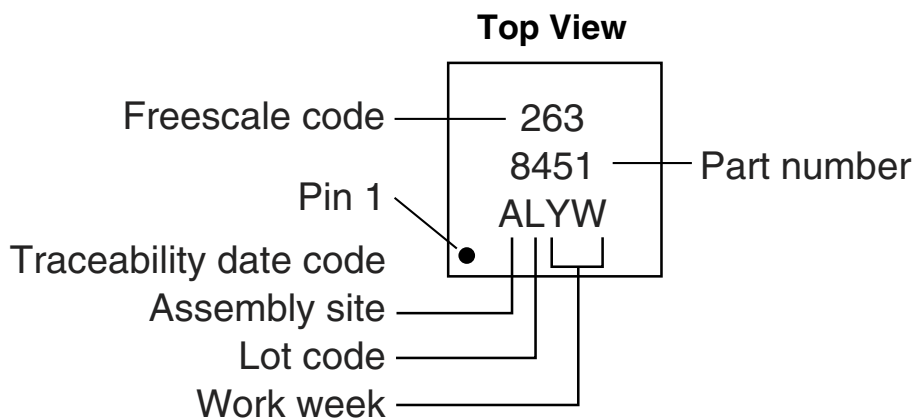 Top View
Freescale code
263
8451
Part number
Pin 1
ALYW
Traceability date code
Assembly site
Lot code
Work week